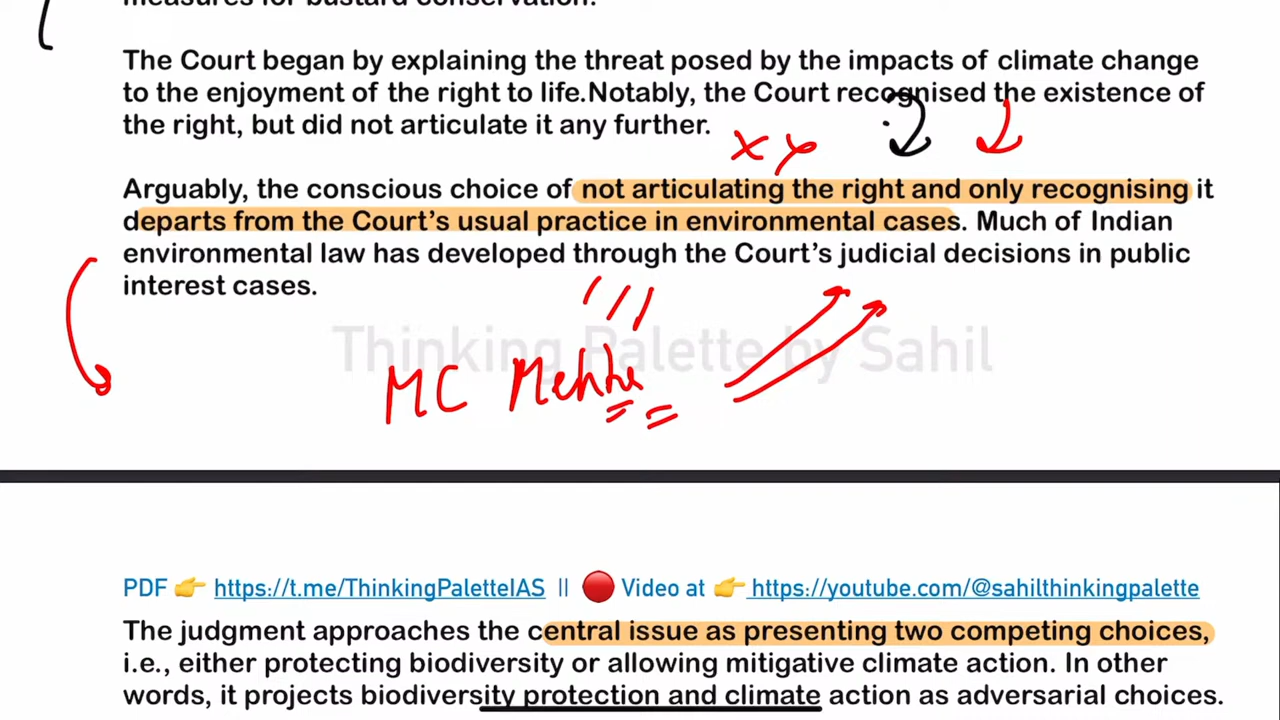 measures for bustard conservation.
The Court began by explaining the threat posed by the impacts of climate change
to the enjoyment of the right to life.Notably, the Court recognised the existence of
the right, but did not articulate it any further.
Arguably, the conscious choice of not articulating the right and only recognising it
departs from the Court's usual practice in environmental cases. Much of Indian
environmental law has developed through the Court's judicial decisions in public
interest cases.
Thinking Palette by Sahil
MC Mehta
PDF 👉 https://t.me/ThinkingPaletteIAS || 🔴 Video at 👉 https://youtube.com/@sahilthinkingpalette
The judgment approaches the central issue as presenting two competing choices,
i.e., either protecting biodiversity or allowing mitigative climate action. In other
words, it projects biodiversity protection and climate action as adversarial choices.